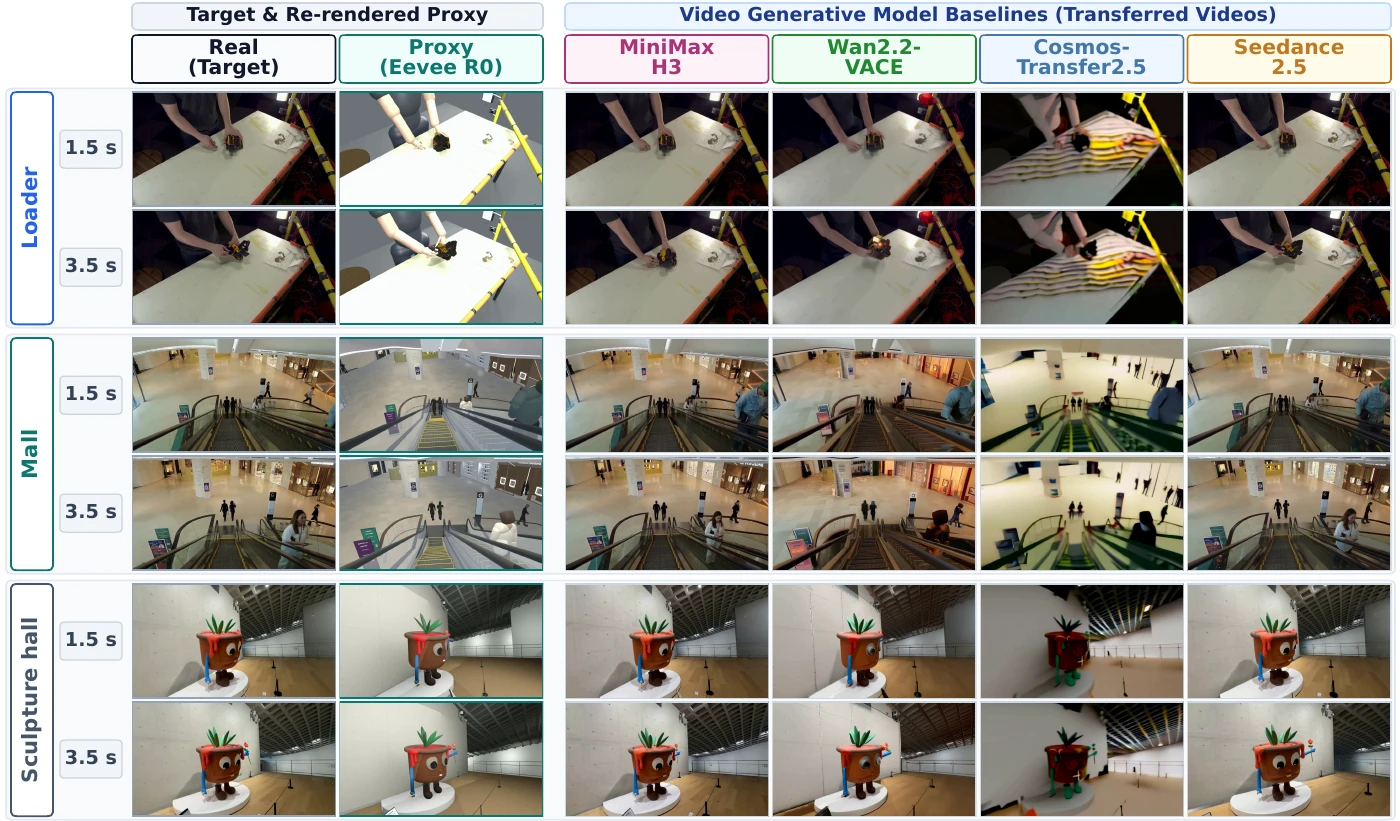 Target & Re-rendered Proxy
Video Generative Model Baselines (Transferred Videos)
Real
(Target)
Proxy
(Eevee R0)
MiniMax
H3
Wan2.2-
VACE
Cosmos-
Transfer2.5
Seedance
2.5
Loader
1.5 s
3.5 s
Mall
1.5 s
3.5 s
Sculpture hall
1.5 s
3.5 s